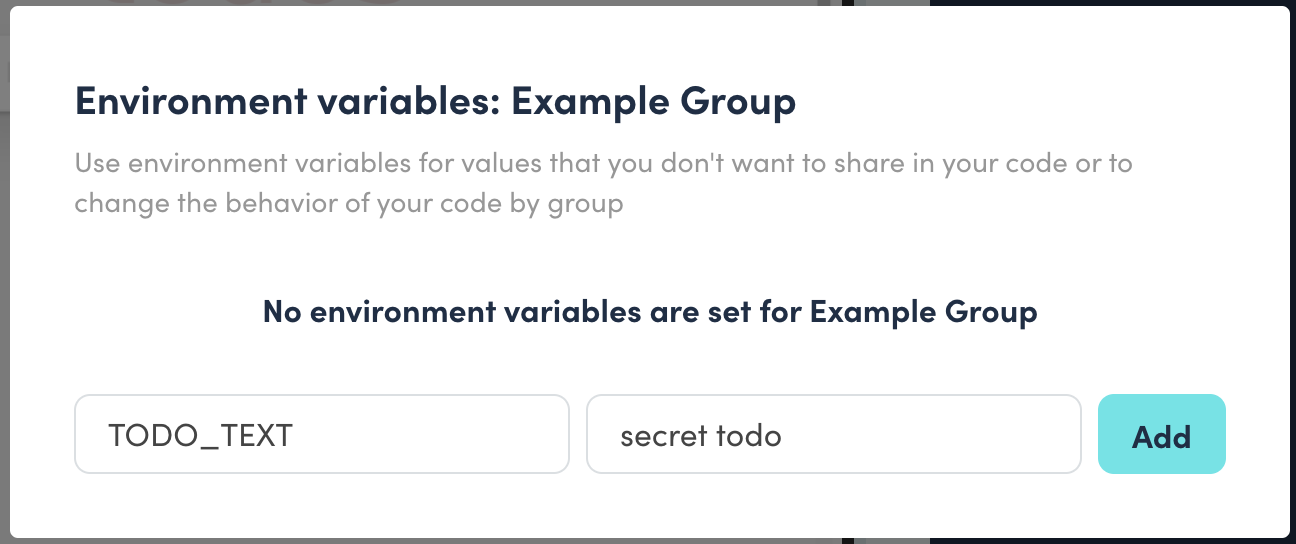 Environment variables: Example Group
Use environment variables for values that you don't want to share in your code or to
change the behavior of your code by group
No environment variables are set for Example Group
TODO_TEXT
secret todo
Add